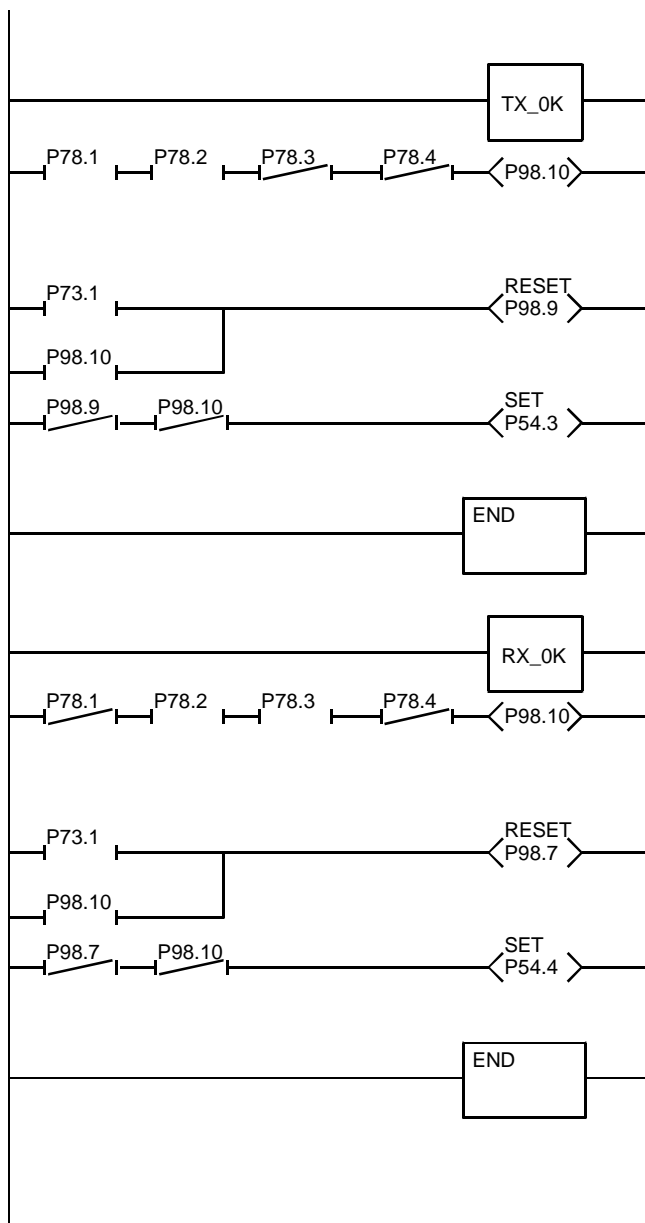 TX_0K
P78.1 P78.2 P78.3 P78.4 P98.10
P73.1 RESET
P98.9
P98.10
P98.9 P98.10 SET
P54.3
END
RX_0K
P78.1 P78.2 P78.3 P78.4 P98.10
P73.1 RESET
P98.7
P98.10
P98.7 P98.10 SET
P54.4
END